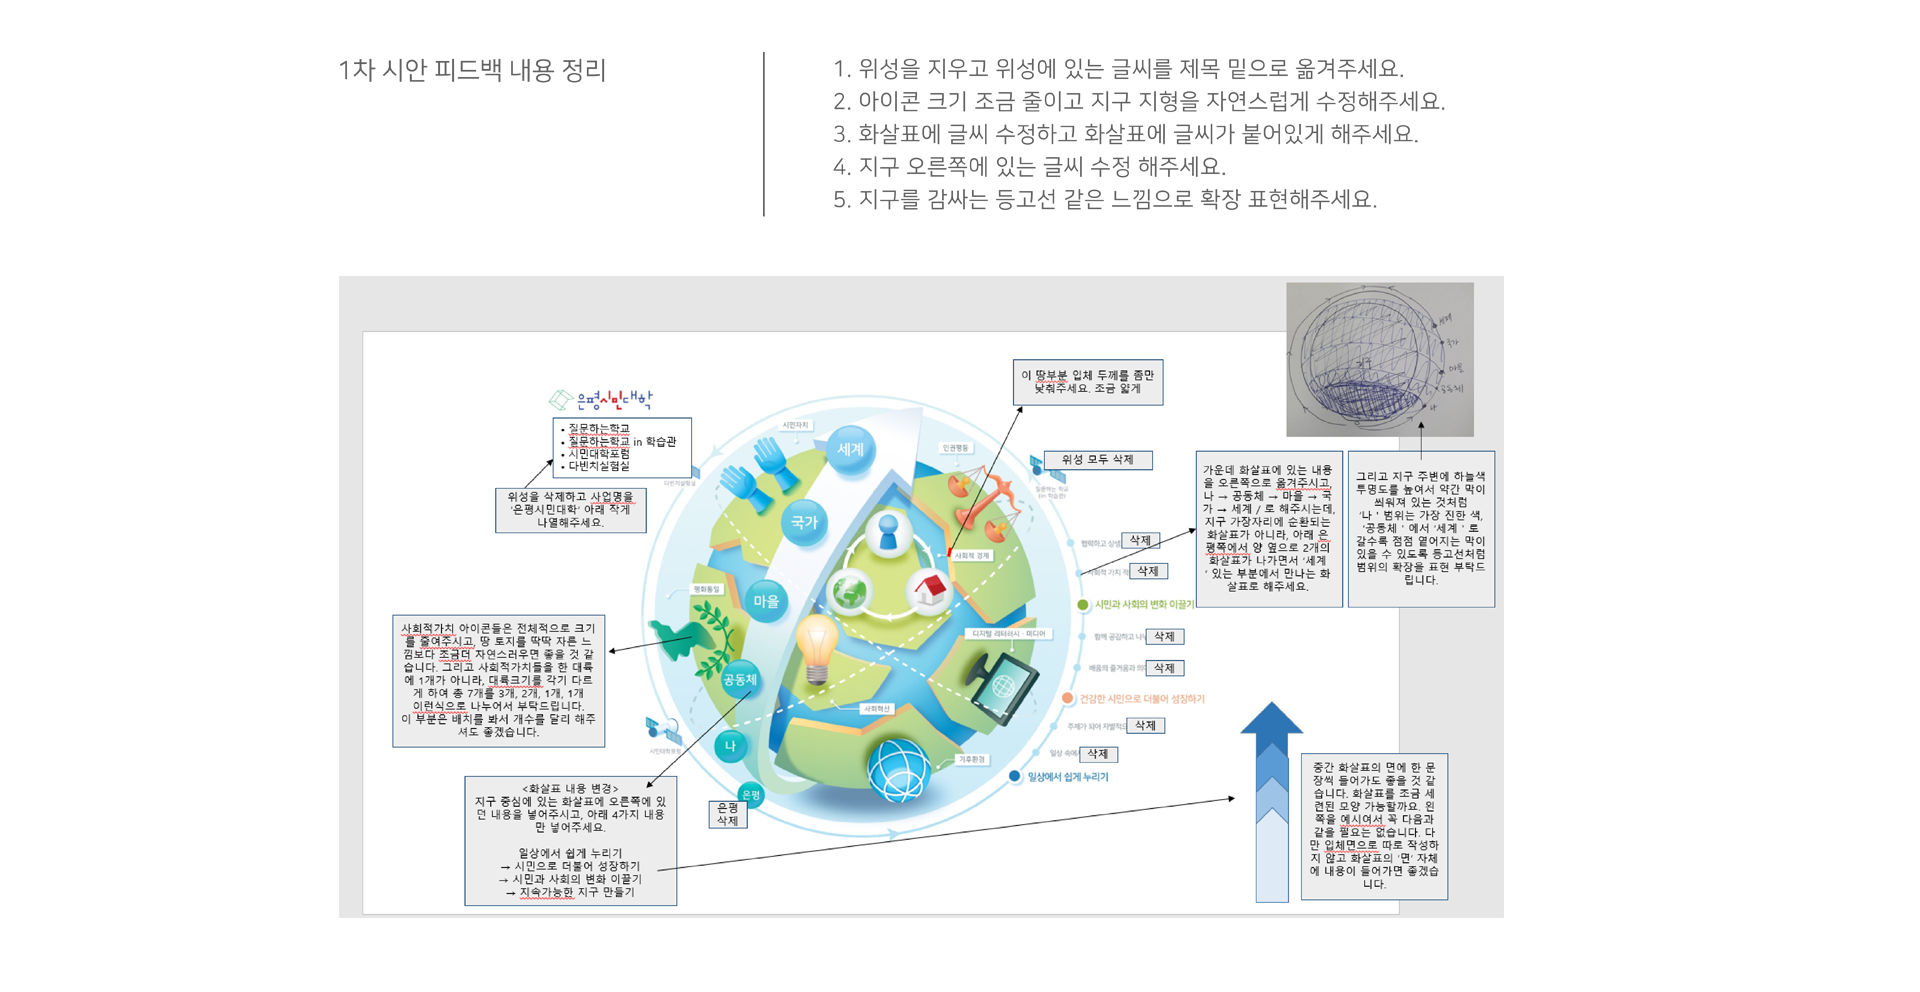 1차 시안 피드백 내용 정리
1. 위성을 지우고 위성에 있는 글씨를 제목 밑으로 옮겨주세요.
2. 아이콘 크기 조금 줄이고 지구 지형을 자연스럽게 수정해주세요.
3. 화살표에 글씨 수정하고 화살표에 글씨가 붙어있게 해주세요.
4. 지구 오른쪽에 있는 글씨 수정 해주세요.
5. 지구를 감싸는 등고선 같은 느낌으로 확장 표현해주세요.
은평시민대학
• 질문하는학교
• 질문하는학교 in 학습관
• 시민대학포럼
• 다빈치실험실
위성을 삭제하고 사업명을
'은평시민대학' 아래 작게
나열해주세요.
다빈치실험실
시민자치
세계
인권평등
이 땅부분 입체 두께를 좀만
낮춰주세요. 조금 얇게
위성 모두 삭제
질문하는 학교
(in 학습관)
세계
국가
마을
공동체
나
지구
국가
사회적 경제
평화통일
마을
디지털 리터러시 · 미디어
공동체
사회혁신
나
기후환경
은평
은평
삭제
시민대학포럼
협력하고 상생
삭제
사회적 가치 학
삭제
시민과 사회의 변화 이끌기
함께 공감하고 나
삭제
배움의 즐거움과 의미
삭제
건강한 시민으로 더불어 성장하기
주체가 되어 자발적으
삭제
일상 속에
삭제
일상에서 쉽게 누리기
사회적가치 아이콘들은 전체적으로 크기
를 줄여주시고, 땅 토지를 딱딱 자른 느
낌보다 조금더 자연스러우면 좋을 것 같
습니다. 그리고 사회적가치들을 한 대륙
에 1개가 아니라, 대륙크기를 각기 다르
게 하여 총 7개를 3개, 2개, 1개, 1개
이런식으로 나누어서 부탁드립니다.
이 부분은 배치를 봐서 개수를 달리 해주
셔도 좋겠습니다.
<화살표 내용 변경>
지구 중심에 있는 화살표에 오른쪽에 있
던 내용을 넣어주시고, 아래 4가지 내용
만 넣어주세요.
일상에서 쉽게 누리기
→ 시민으로 더불어 성장하기
→ 시민과 사회의 변화 이끌기
→ 지속가능한 지구 만들기
가운데 화살표에 있는 내용
을 오른쪽으로 옮겨주시고,
나 → 공동체 → 마을 → 국
가 → 세계 / 로 해주시는데,
지구 가장자리에 순환되는
화살표가 아니라, 아래 은
평쪽에서 양 옆으로 2개의
화살표가 나가면서 '세계
' 있는 부분에서 만나는 화
살표로 해주세요.
그리고 지구 주변에 하늘색
투명도를 높여서 약간 막이
씌워져 있는 것처럼
'나 ' 범위는 가장 진한 색,
'공동체 ' 에서 '세계 ' 로
갈수록 점점 옅어지는 막이
있을 수 있도록 등고선처럼
범위의 확장을 표현 부탁드
립니다.
중간 화살표의 면에 한 문
장씩 들어가도 좋을 것 같
습니다. 화살표를 조금 세
련된 모양 가능할까요. 왼
쪽을 예시여서 꼭 다음과
같을 필요는 없습니다. 다
만 입체면으로 따로 작성하
지 않고 화살표의 '면' 자체
에 내용이 들어가면 좋겠습
니다.